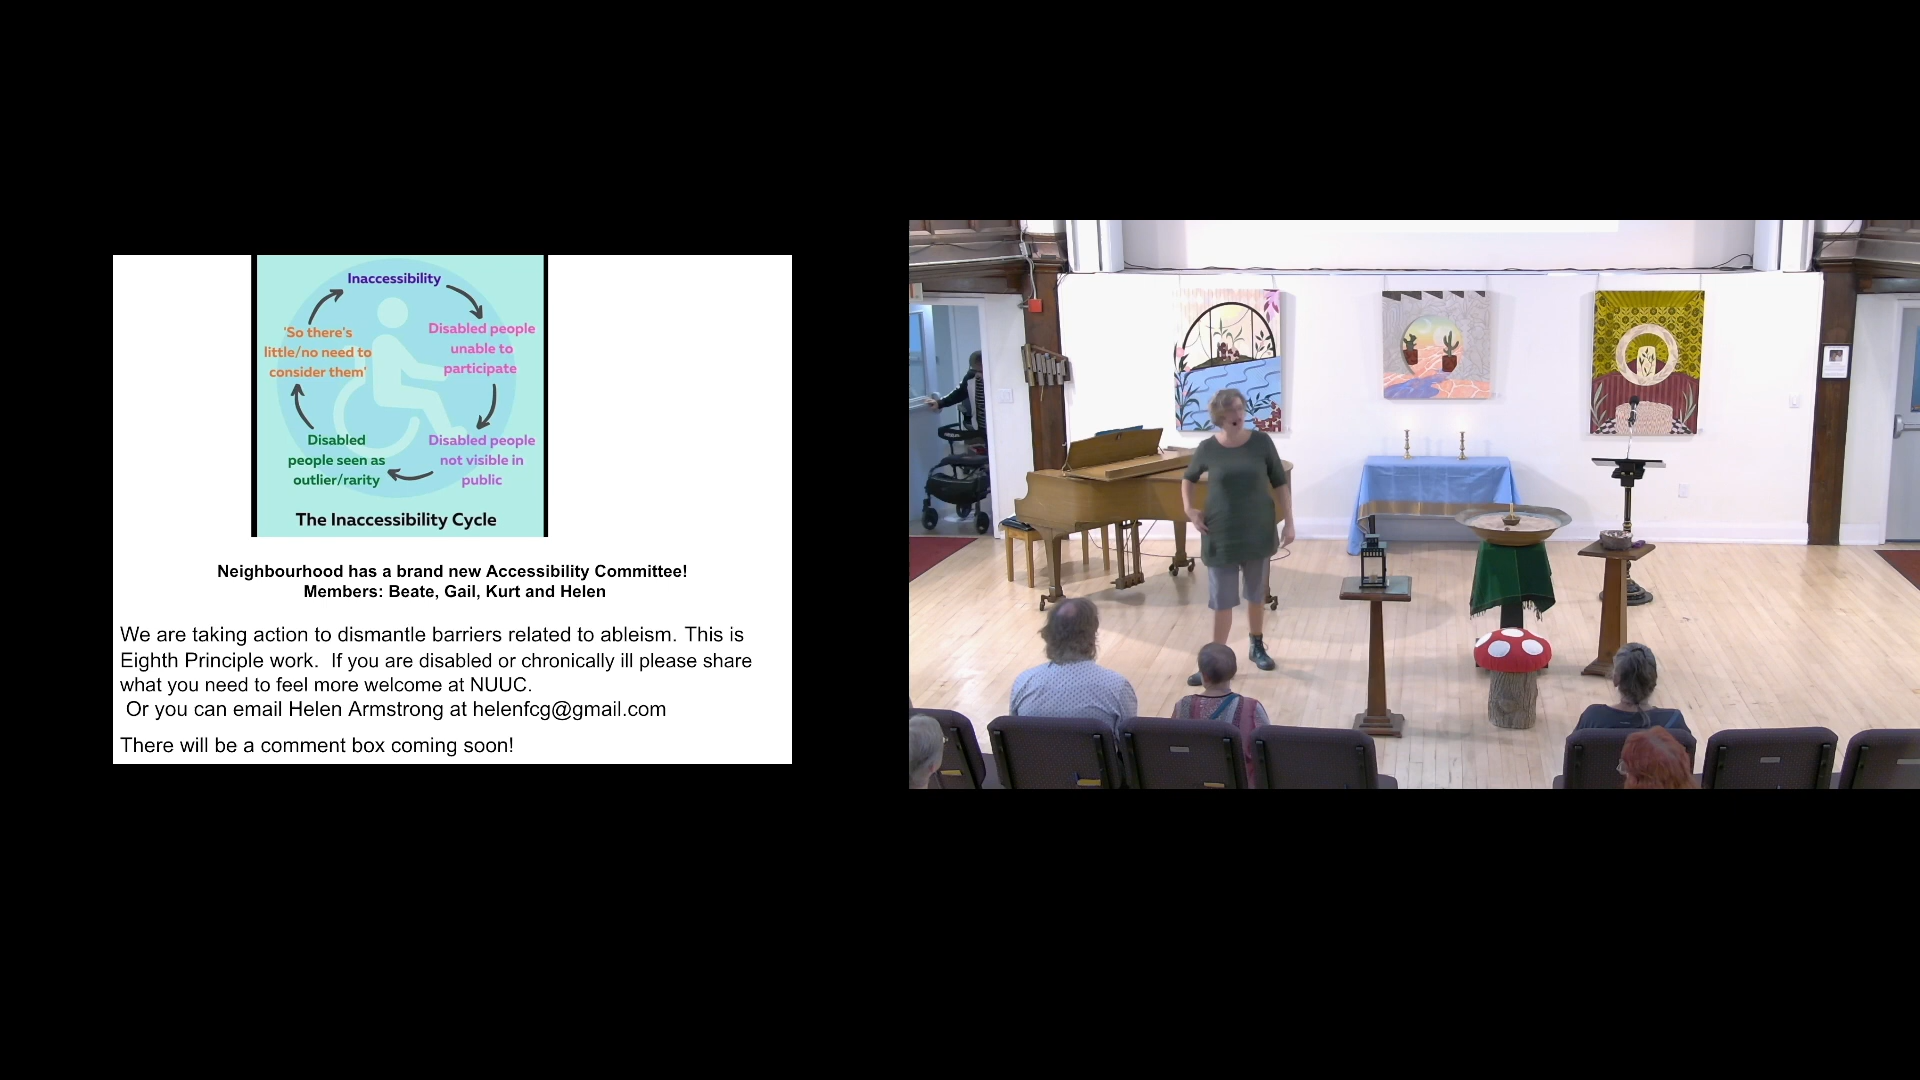 Inaccessibility
'So there's
little/no need to
consider them'
Disabled people
unable to
participate
Disabled
people seen as
outlier/rarity
Disabled people
not visible in
public
The Inaccessibility Cycle
Neighbourhood has a brand new Accessibility Committee!
Members: Beate, Gail, Kurt and Helen
We are taking action to dismantle barriers related to ableism. This is
Eighth Principle work.  If you are disabled or chronically ill please share
what you need to feel more welcome at NUUC.
Or you can email Helen Armstrong at helenfcg@gmail.com
There will be a comment box coming soon!